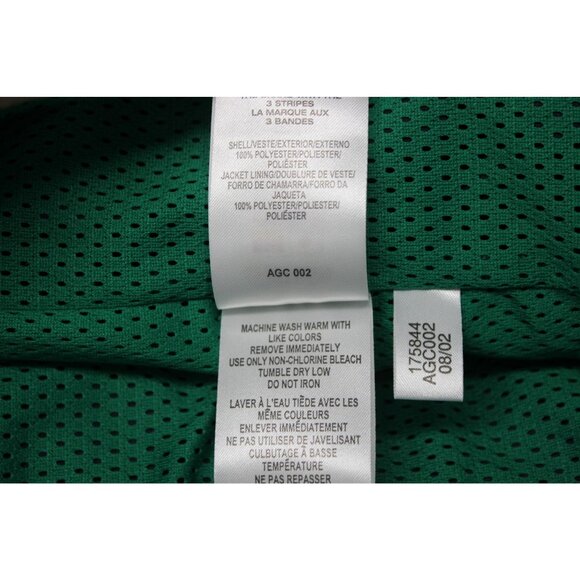 3 STRIPES
LA MARQUE AUX
3 BANDES
SHELL/VESTE/EXTERIOR/EXTERNO
100% POLYESTER/POLIESTER/
POLIÉSTER
JACKET LINING/DOUBLURE DE VESTE/
FORRO DE CHAMARRA/FORRO DA
JAQUETA
100% POLYESTER/POLIESTER/
POLIÉSTER
AGC 002
MACHINE WASH WARM WITH
LIKE COLORS
REMOVE IMMEDIATELY
USE ONLY NON-CHLORINE BLEACH
TUMBLE DRY LOW
DO NOT IRON
LAVER À L'EAU TIÈDE AVEC LES
MÊME COULEURS
ENLEVER IMMÉDIATEMENT
NE PAS UTILISER DE JAVELISANT
CULBUTAGE À BASSE
TEMPÉRATURE
NE PAS REPASSER
175844
AGC002
08/02